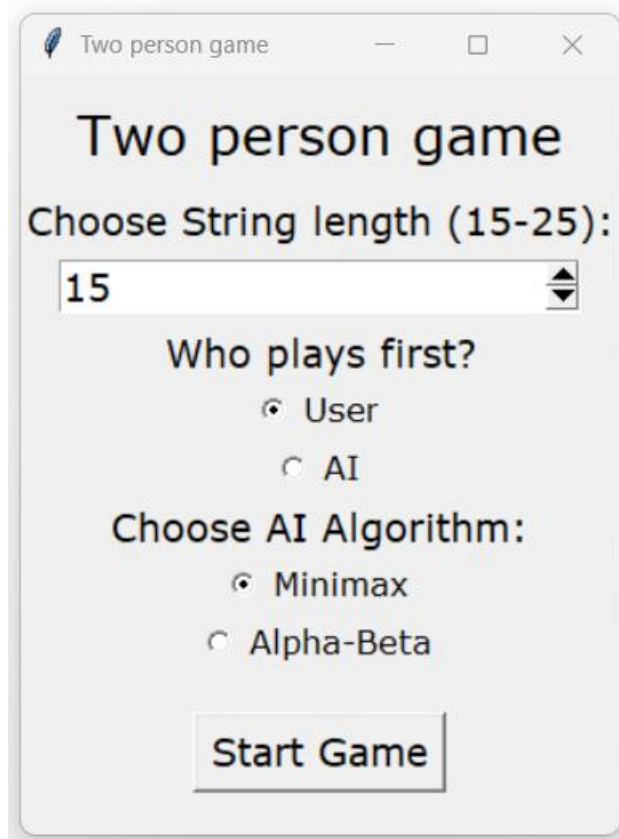 Two person game
Two person game
Choose String length (15-25):
15
Who plays first?
User
AI
Choose AI Algorithm:
Minimax
Alpha-Beta
Start Game